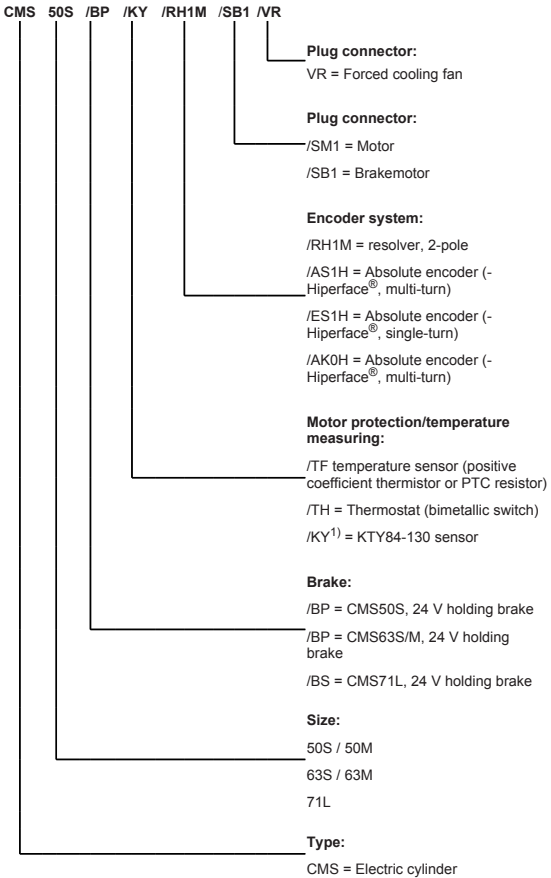 CMS 50S /BP /KY /RH1M /SB1 /VR
Plug connector:
VR = Forced cooling fan
Plug connector:
/SM1 = Motor
/SB1 = Brakemotor
Encoder system:
/RH1M = resolver, 2-pole
/AS1H = Absolute encoder (-
Hiperface®, multi-turn)
/ES1H = Absolute encoder (-
Hiperface®, single-turn)
/AK0H = Absolute encoder (-
Hiperface®, multi-turn)
Motor protection/temperature
measuring:
/TF temperature sensor (positive
coefficient thermistor or PTC resistor)
/TH = Thermostat (bimetallic switch)
/KY1) = KTY84-130 sensor
Brake:
/BP = CMS50S, 24 V holding brake
/BP = CMS63S/M, 24 V holding
brake
/BS = CMS71L, 24 V holding brake
Size:
50S / 50M
63S / 63M
71L
Type:
CMS = Electric cylinder